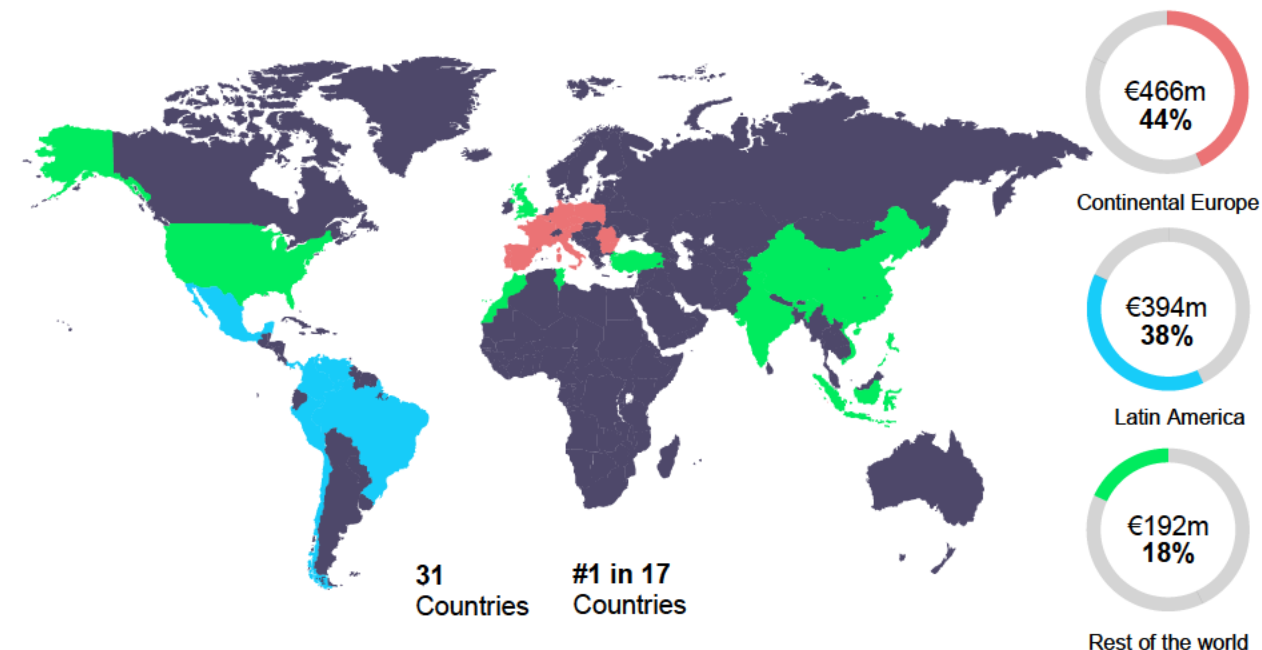 €466m
44%
Continental Europe
€394m
38%
Latin America
€192m
18%
Rest of the world
31
Countries
#1 in 17
Countries